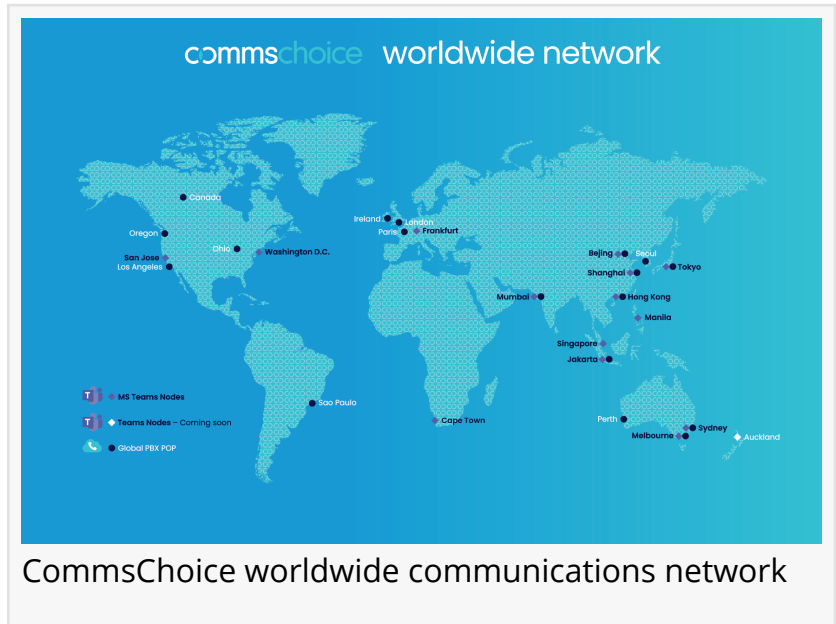 commschoice worldwide network
Canada
Oregon
Ohio
San Jose
Washington D.C.
Los Angeles
Ireland
London
Paris
Frankfurt
Bejing
Seoul
Shanghai
Tokyo
Mumbai
Hong Kong
Manila
Singapore
Jakarta
MS Teams Nodes
Sao Paulo
Teams Nodes – Coming soon
Cape Town
Perth
Sydney
Melbourne
Auckland
Global PBX POP
CommsChoice worldwide communications network